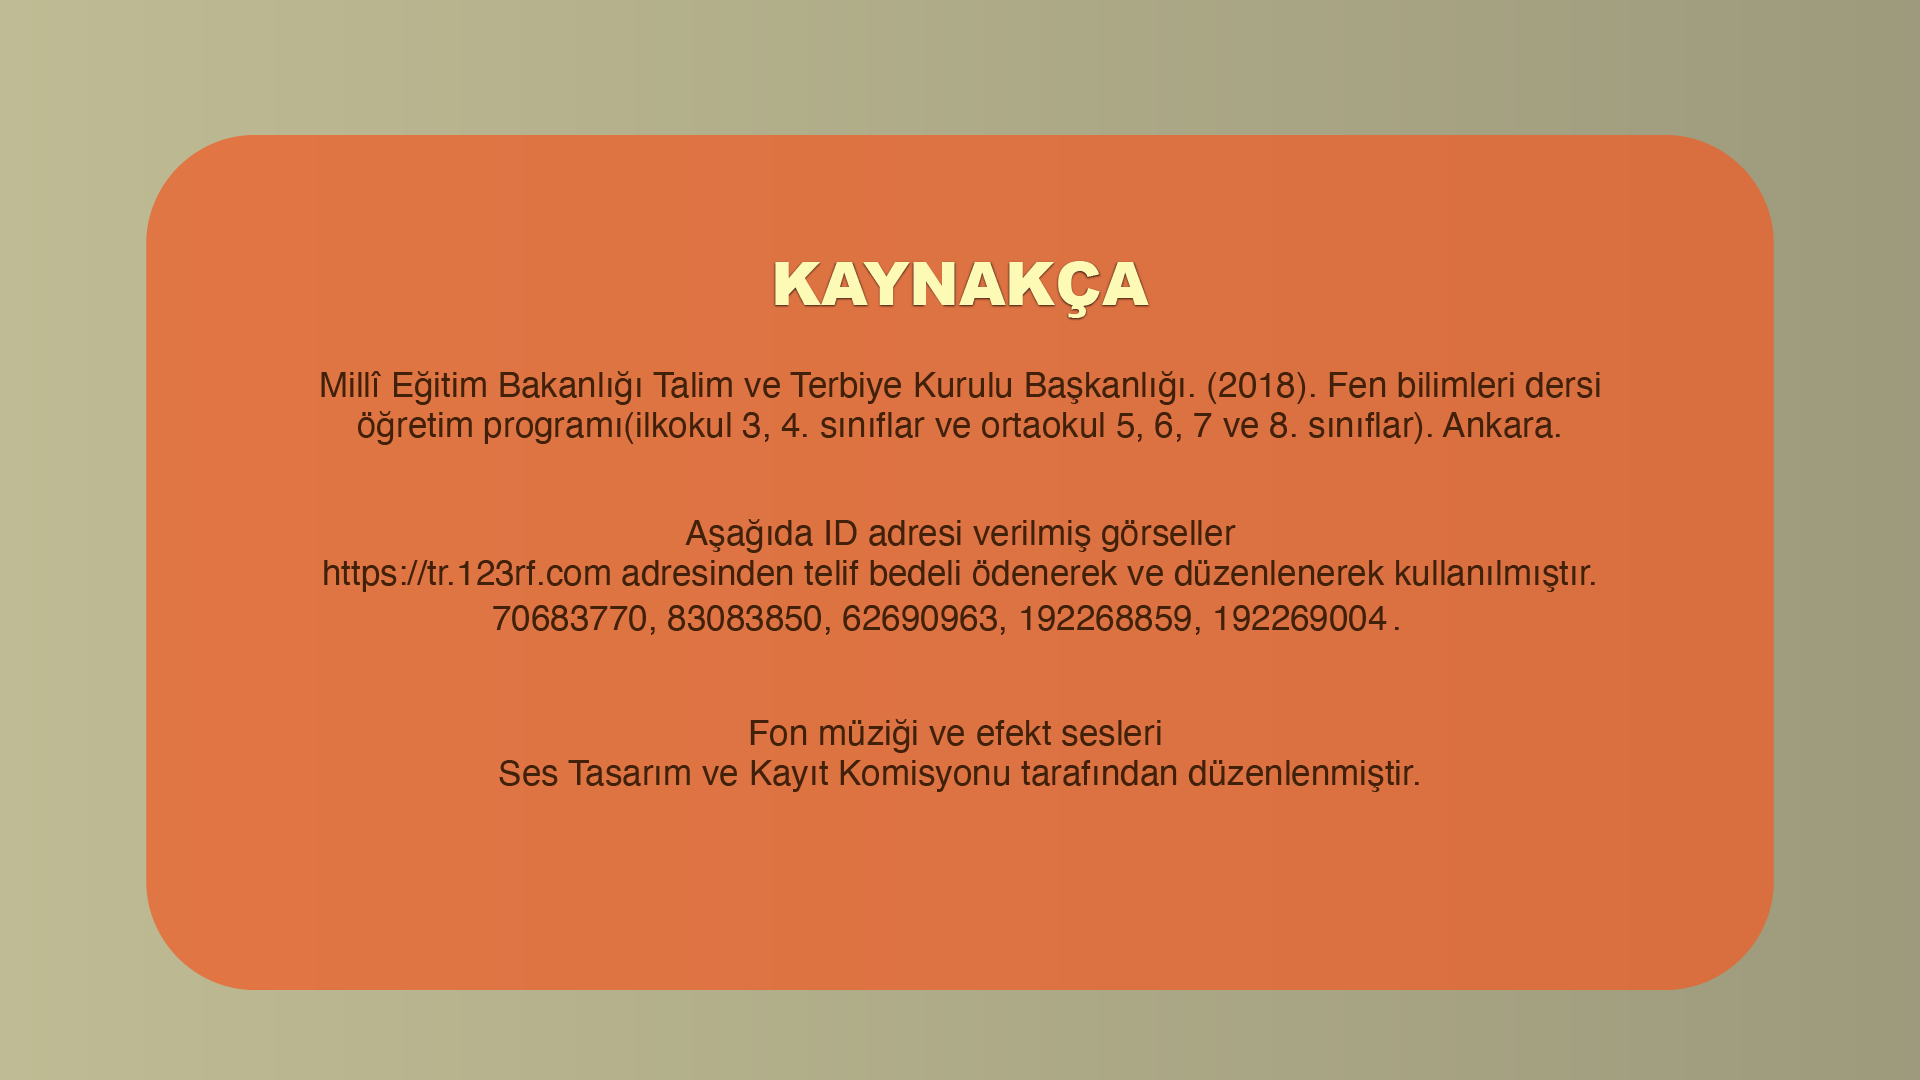 KAYNAKÇA
Millî Eğitim Bakanlığı Talim ve Terbiye Kurulu Başkanlığı. (2018). Fen bilimleri dersi
öğretim programı(ilkokul 3, 4. sınıflar ve ortaokul 5, 6, 7 ve 8. sınıflar). Ankara.
Aşağıda ID adresi verilmiş görseller
https://tr.123rf.com adresinden telif bedeli ödenerek ve düzenlenerek kullanılmıştır.
70683770, 83083850, 62690963, 192268859, 192269004 .
Fon müziği ve efekt sesleri
Ses Tasarım ve Kayıt Komisyonu tarafından düzenlenmiştir.